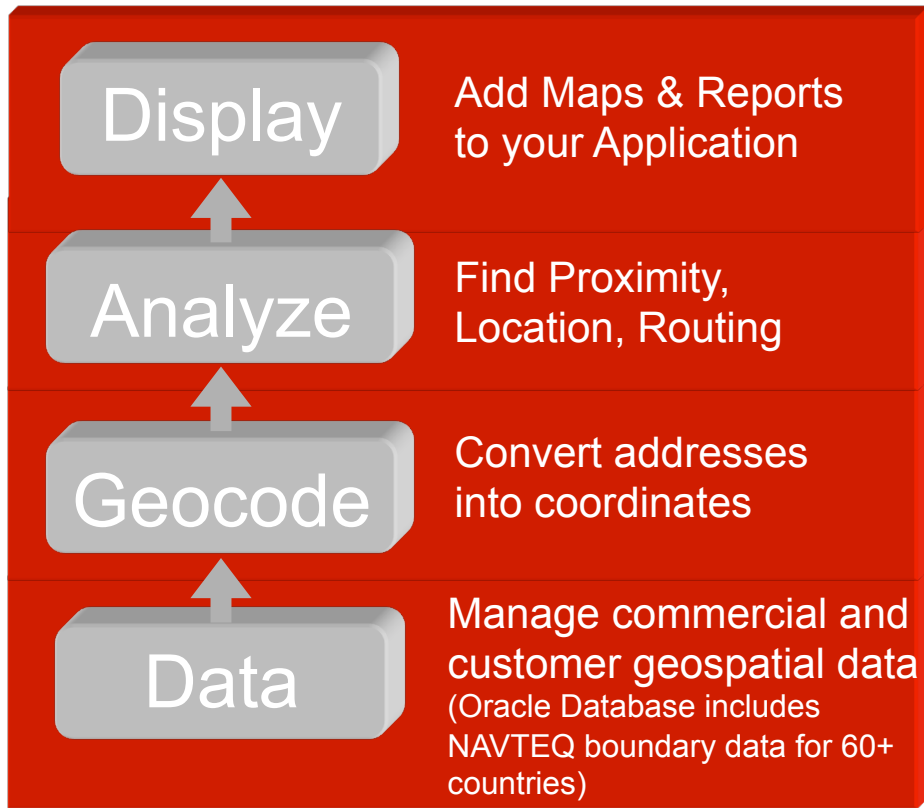 Display
Add Maps & Reports
to your Application
Analyze
Find Proximity,
Location, Routing
Geocode
Convert addresses
into coordinates
Data
Manage commercial and
customer geospatial data
(Oracle Database includes
NAVTEQ boundary data for 60+
countries)